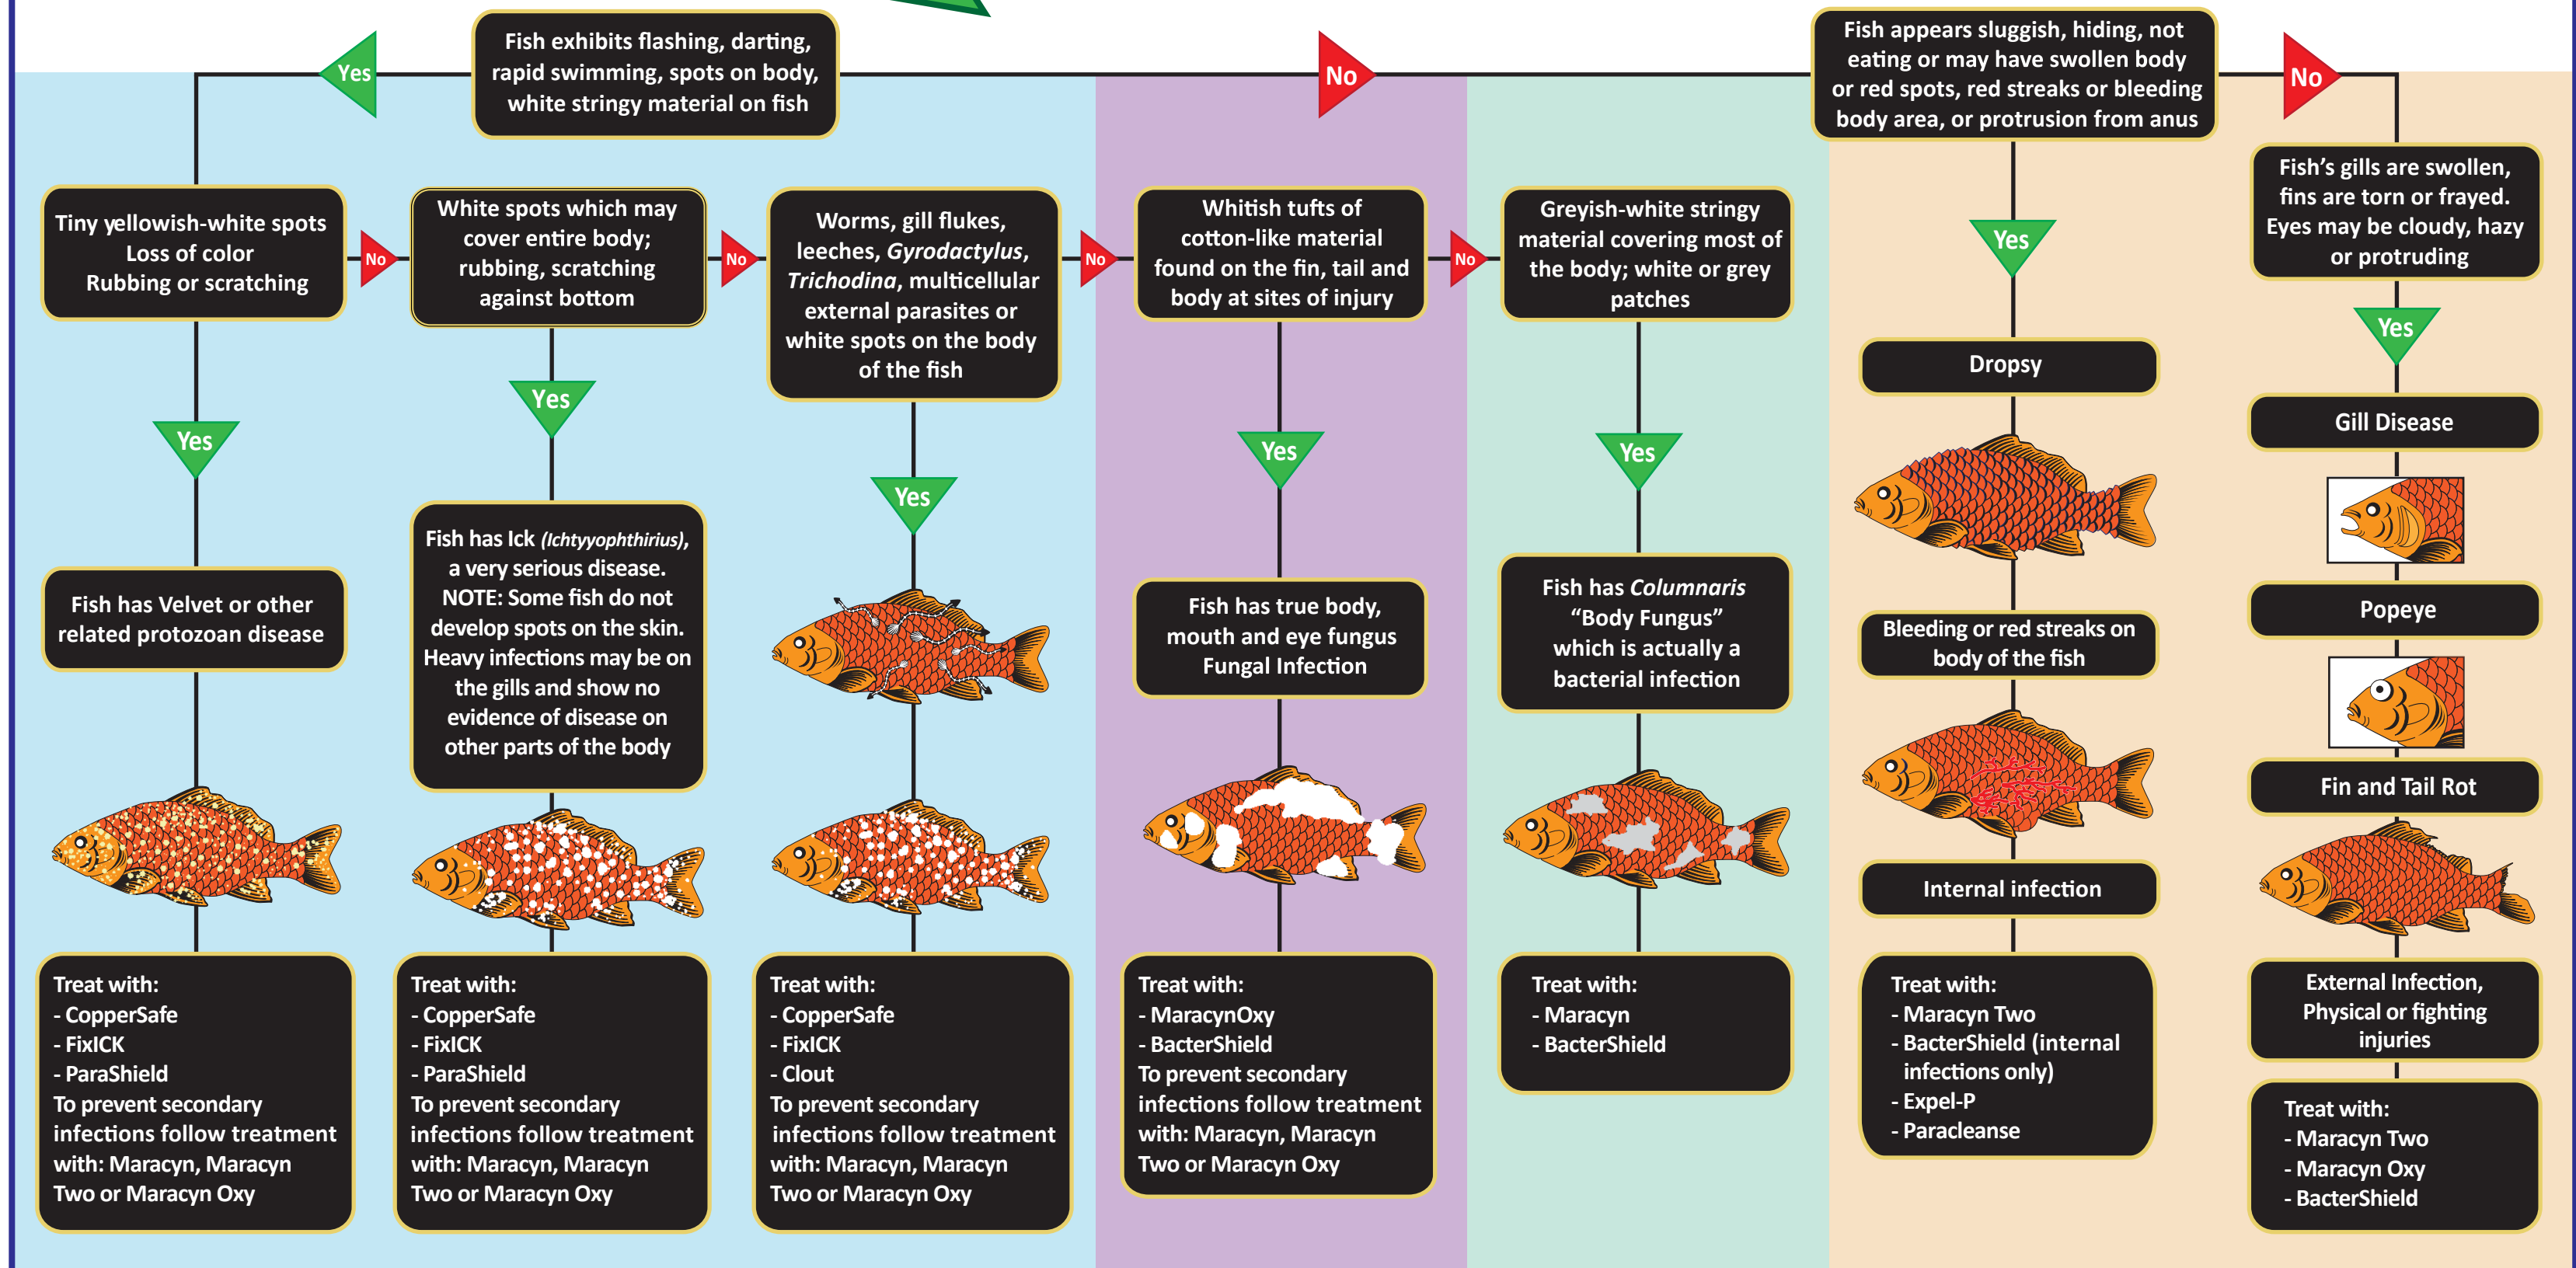 Fish exhibits flashing, darting,
rapid swimming, spots on body,
white stringy material on fish
Yes
No
Fish appears sluggish, hiding, not
eating or may have swollen body
or red spots, red streaks or bleeding
body area, or protrusion from anus
No
Tiny yellowish-white spots
Loss of color
Rubbing or scratching
No
White spots which may
cover entire body;
rubbing, scratching
against bottom
No
Worms, gill flukes,
leeches, Gyrodactylus,
Trichodina, multicellular
external parasites or
white spots on the body
of the fish
No
Whitish tufts of
cotton-like material
found on the fin, tail and
body at sites of injury
No
Greyish-white stringy
material covering most of
the body; white or grey
patches
Yes
Fish's gills are swollen,
fins are torn or frayed.
Eyes may be cloudy, hazy
or protruding
Yes
Yes
Yes
Yes
Yes
Yes
Fish has Velvet or other
related protozoan disease
Fish has Ick (Ichtyyophthirius),
a very serious disease.
NOTE: Some fish do not
develop spots on the skin.
Heavy infections may be on
the gills and show no
evidence of disease on
other parts of the body
Fish has true body,
mouth and eye fungus
Fungal Infection
Fish has Columnaris
“Body Fungus”
which is actually a
bacterial infection
Dropsy
Bleeding or red streaks on
body of the fish
Internal infection
Gill Disease
Popeye
Fin and Tail Rot
External Infection,
Physical or fighting
injuries
Treat with:
- CopperSafe
- FixICK
- ParaShield
To prevent secondary
infections follow treatment
with: Maracyn, Maracyn
Two or Maracyn Oxy
Treat with:
- CopperSafe
- FixICK
- ParaShield
To prevent secondary
infections follow treatment
with: Maracyn, Maracyn
Two or Maracyn Oxy
Treat with:
- CopperSafe
- FixICK
- Clout
To prevent secondary
infections follow treatment
with: Maracyn, Maracyn
Two or Maracyn Oxy
Treat with:
- MaracynOxy
- BacterShield
To prevent secondary
infections follow treatment
with: Maracyn, Maracyn
Two or Maracyn Oxy
Treat with:
- Maracyn
- BacterShield
Treat with:
- Maracyn Two
- BacterShield (internal
infections only)
- Expel-P
- Paracleanse
Treat with:
- Maracyn Two
- Maracyn Oxy
- BacterShield